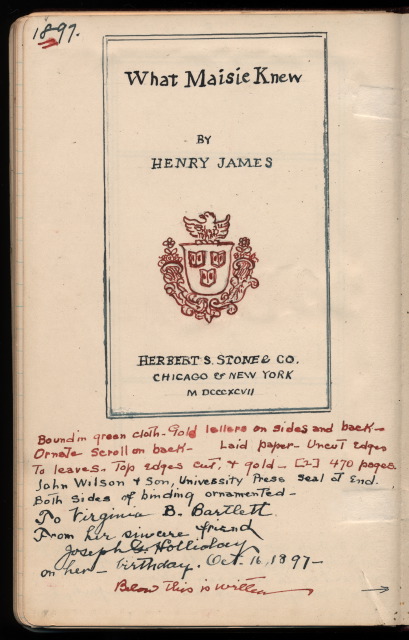 1897.
What Maisie Knew
BY
HENRY JAMES
HERBERT S. STONE & CO.
CHICAGO & NEW YORK
M DCCCXCVII
Bound in green cloth - Gold letters on sides and back -
Ornate Scroll on back - Laid paper - Uncut edges
To leaves. Top edges cut, + gold - [2] 470 pages.
John Wilson + Son, University Press seal at End.
Both sides of binding ornamented -
To Virginia B. Bartlett.
From her sincere friend
Joseph G. Holliday
on her - birthday. Oct. 16, 1897 -
Below this is written